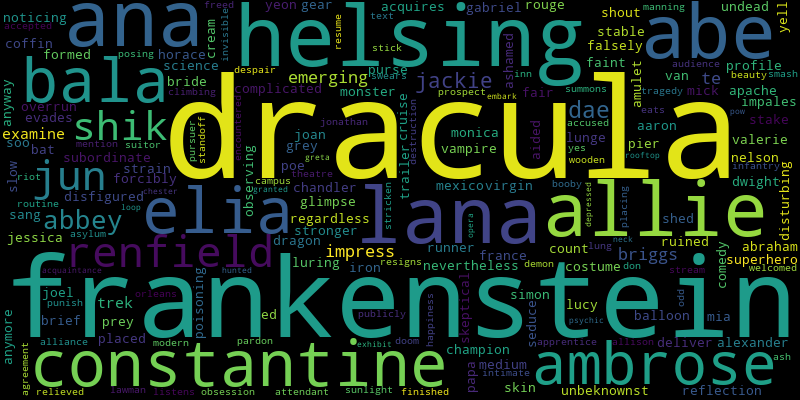 ana
helsing
abe
freed
yeon
gear
acquires
gabriel
rouge
shout
undead
manning
yell
noticing
accepted
cream
invisible
posing
horace
science
coffin
formed
resume
text
stick
swears
despair
purse
emerging
monster
jackie
ashamed
inn
stable
falsely
faint
van
te
audience
profile
beauty
smash
bala
bride
climbing
complicated
prospect
embark
fair
amulet
summons
tragedy
mick
apache
impales
anyway
overrun
evades
shik
dracula
dae
eats
pow
stake
examine
mention
suitor
pursuer
standoff
encountered
jonathan
joan
grey
greta
destruction
trailer
cruise
monica
vampire
aided
accused
lunge
yes
wooden
aaron
pier
rooftop
valerie
nelson
soo
bat
subordinate
strain
forcibly
poe
theatre
campus
granted
chandler
glimpse
mexico
virgin
booby
infantry
dwight
disturbing
slow
riot
jun
disfigured
chester
observing
stricken
depressed
placing
shed
routine
sang
loop
abbey
elia
lana
allie
regardless
stronger
opera
ruined
jessica
asylum
renfield
dragon
impress
runner
france
count
lung
neck
briggs
comedy
abraham
superhero
acquaintance
luring
iron
resigns
nevertheless
demon
costume
don
stream
welcomed
joel
punish
trek
orleans
poisoning
hunted
frankenstein
simon
lucy
odds
brief
prey
placed
ed
publicly
happiness
skeptical
seduce
psychic
balloon
mia
anymore
alliance
modern
pardon
exhibit
doom
champion
apprentice
allison
deliver
alexander
ash
agreement
constantine
papa
medium
intimate
ambrose
relieved
lawman
listens
obsession
attendant
sunlight
finished
skin
unbeknownst
reflection